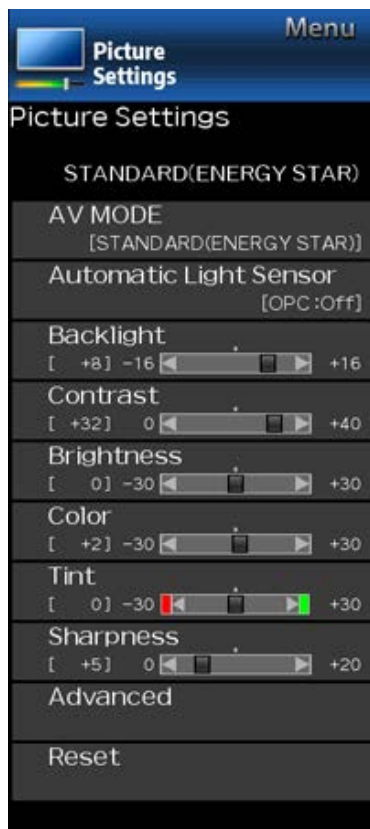 Menu
Picture
Settings
Picture Settings
STANDARD(ENERGY STAR)
AV MODE
[STANDARD(ENERGY STAR)]
Automatic Light Sensor
[OPC:Off]
Backlight
[ +8] -16 +16
Contrast
[ +32] 0 +40
Brightness
[ 0] -30 +30
Color
[ +2] -30 +30
Tint
[ 0] -30 +30
Sharpness
[ +5] 0 +20
Advanced
Reset